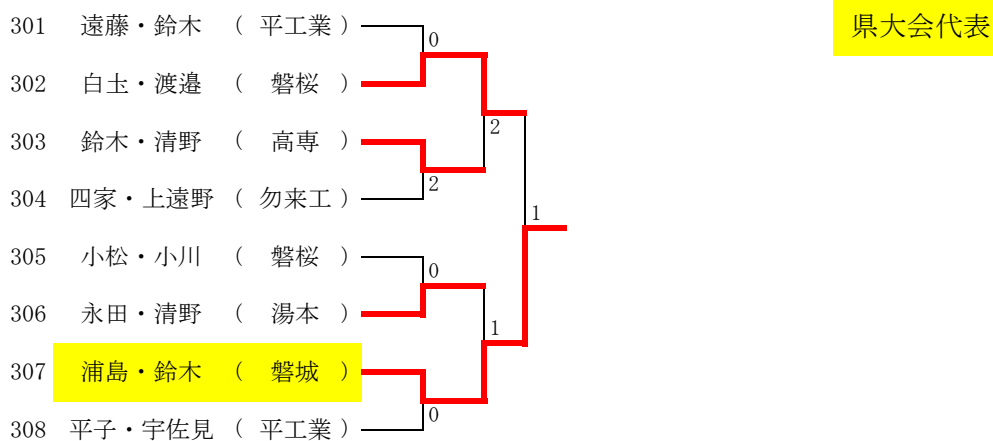 県大会代表
301 遠藤・鈴木 ( 平工業 )
0
302 白圡・渡邉 ( 磐桜 )
303 鈴木・清野 ( 高専 )
2
2
304 四家・上遠野 ( 勿来工 )
1
305 小松・小川 ( 磐桜 )
0
306 永田・清野 ( 湯本 )
1
307 浦島・鈴木 ( 磐城 )
0
308 平子・宇佐見 ( 平工業 )